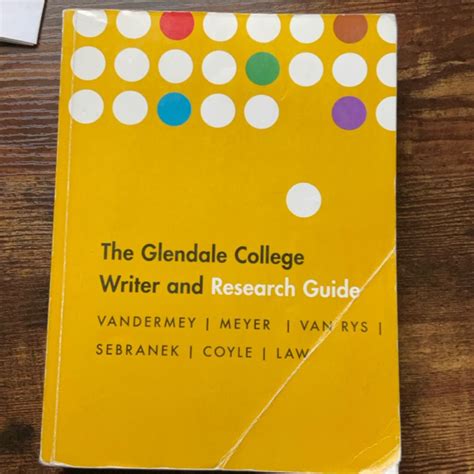 The Glendale College
Writer and Research Guide
VANDERMEY | MEYER | VAN RYS |
SEBRANEK | COYLE | LAW